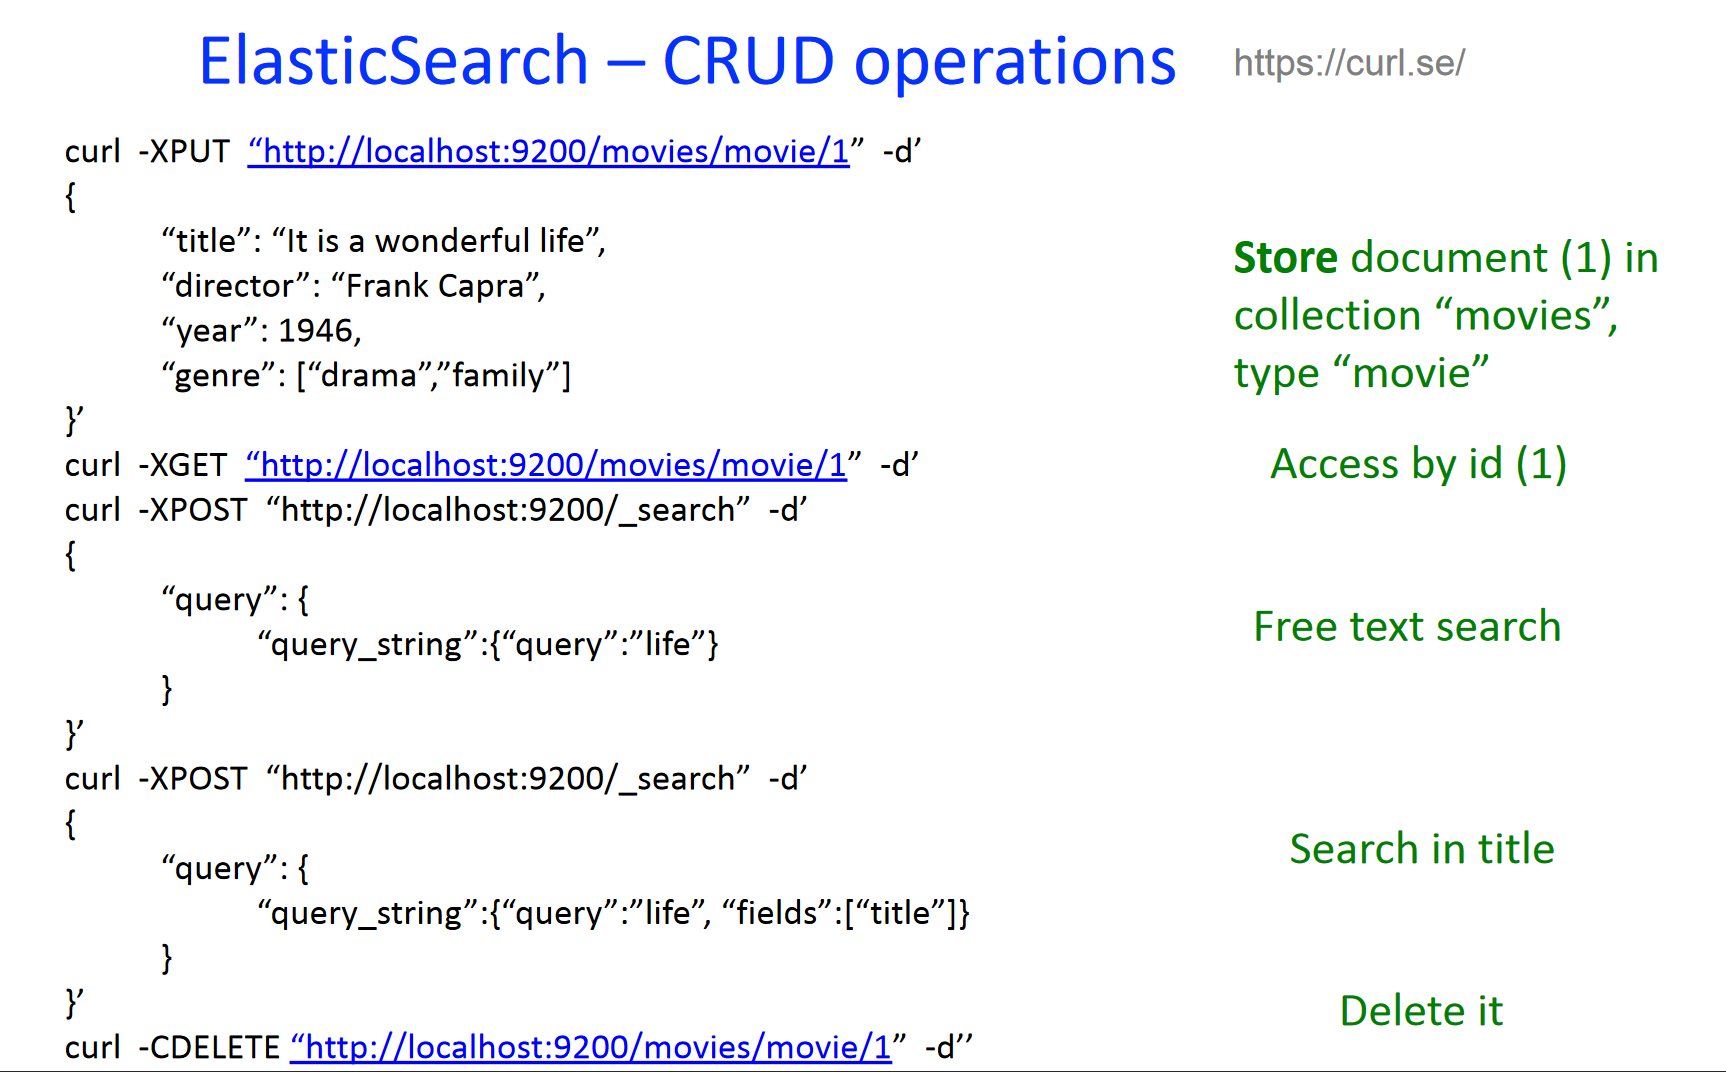 ElasticSearch – CRUD operations
https://curl.se/
curl -XPUT “http://localhost:9200/movies/movie/1” -d’
{
“title”: “It is a wonderful life”,
“director”: “Frank Capra”,
“year”: 1946,
“genre”: [“drama”,”family”]
}’
Store document (1) in
collection “movies”,
type “movie”
curl -XGET “http://localhost:9200/movies/movie/1” -d’
Access by id (1)
curl -XPOST “http://localhost:9200/_search” -d’
{
“query”: {
“query_string”:{“query”:”life”}
}
}’
Free text search
curl -XPOST “http://localhost:9200/_search” -d’
{
“query”: {
“query_string”:{“query”:”life”, “fields”:[“title”]}
}
}’
Search in title
curl -CDELETE “http://localhost:9200/movies/movie/1” -d’’
Delete it